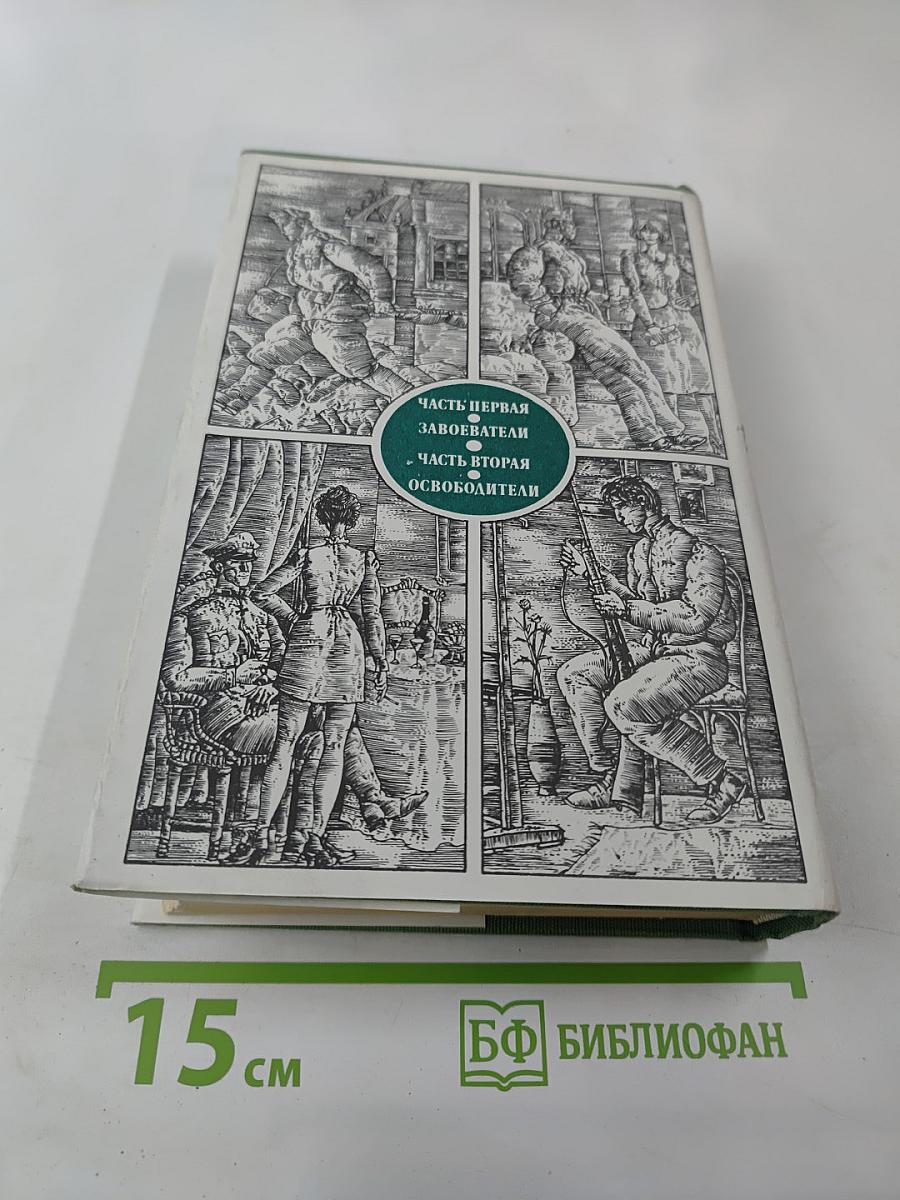 ЧАСТЬ ПЕРВАЯ
ЗАВОЕВАТЕЛИ
ЧАСТЬ ВТОРАЯ
ОСВОБОДИТЕЛИ
15 см
БФ БИБЛИОФАН